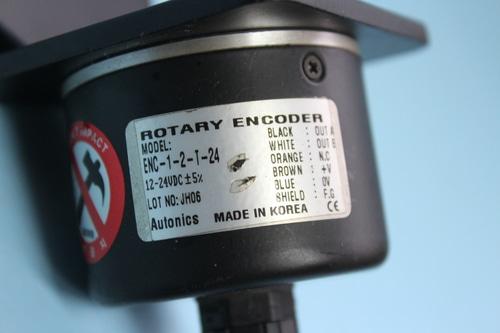 ROTARY ENCODER
MODEL:
ENC-1-2-T-24
12-24VDC ±5%
LOT NO: JH06
BLACK : OUT A
WHITE : OUT B
ORANGE : N.C
BROWN : +V
BLUE : 0V
SHIELD : F.G
Autonics MADE IN KOREA CE
IMPACT